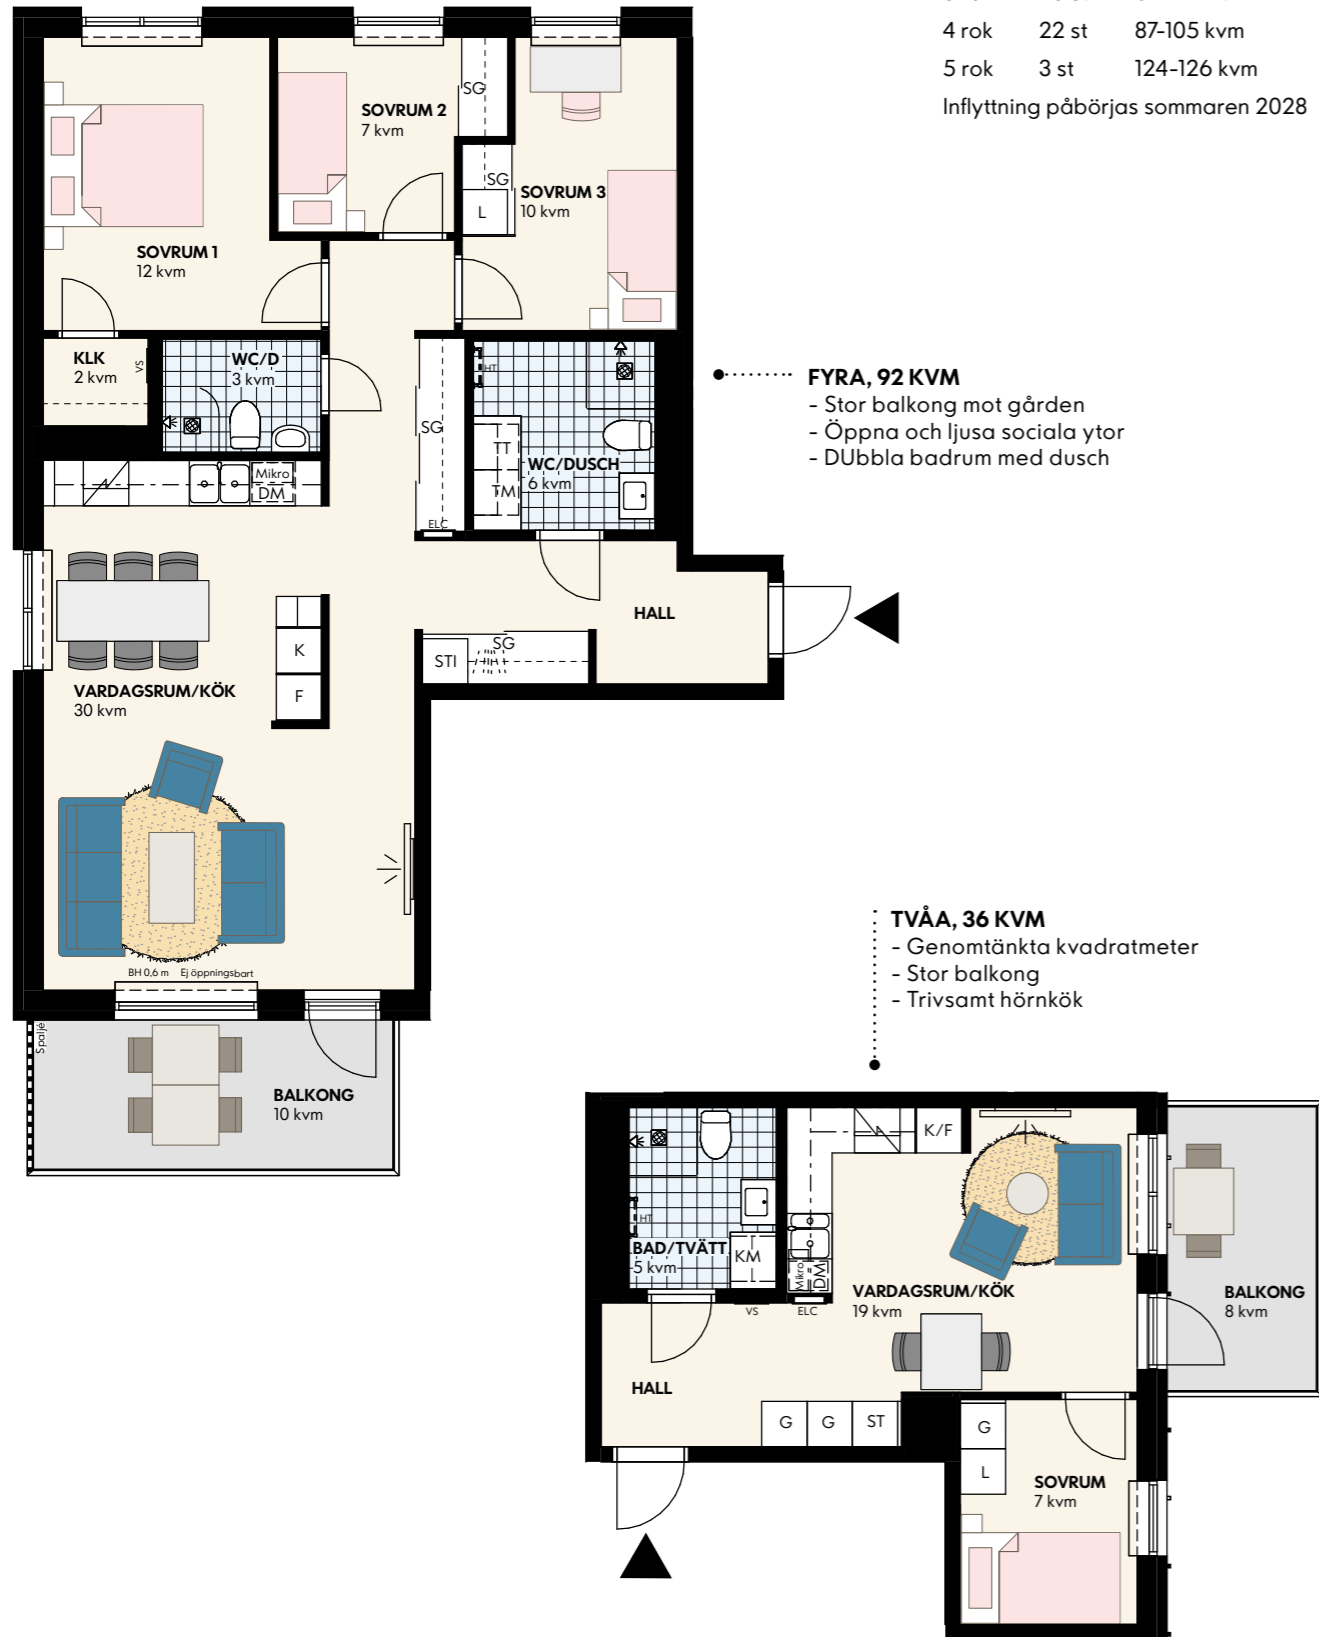 4 rok 22 st 87-105 kvm
5 rok 3 st 124-126 kvm
Inflyttning påbörjas sommaren 2028
SOVRUM 1
12 kvm
SOVRUM 2
7 kvm
SG
SG
L
SOVRUM 3
10 kvm
KLK
2 kvm
VS
WC/D
3 kvm
SG
ELC
HT
TT
TM
WC/DUSCH
6 kvm
FYRA, 92 KVM
- Stor balkong mot gården
- Öppna och ljusa sociala ytor
- DUbbla badrum med dusch
Mikro
DM
HALL
SG
STI
K
F
VARDAGSRUM/KÖK
30 kvm
BH 0,6 m Ej öppningsbart
Spaljé
BALKONG
10 kvm
TVÅA, 36 KVM
- Genomtänkta kvadratmeter
- Stor balkong
- Trivsamt hörnkök
K/F
HT
BAD/TVÄTT
5 kvm
KM
Mikro
DM
VS
ELC
VARDAGSRUM/KÖK
19 kvm
BALKONG
8 kvm
HALL
G
G
ST
G
L
SOVRUM
7 kvm